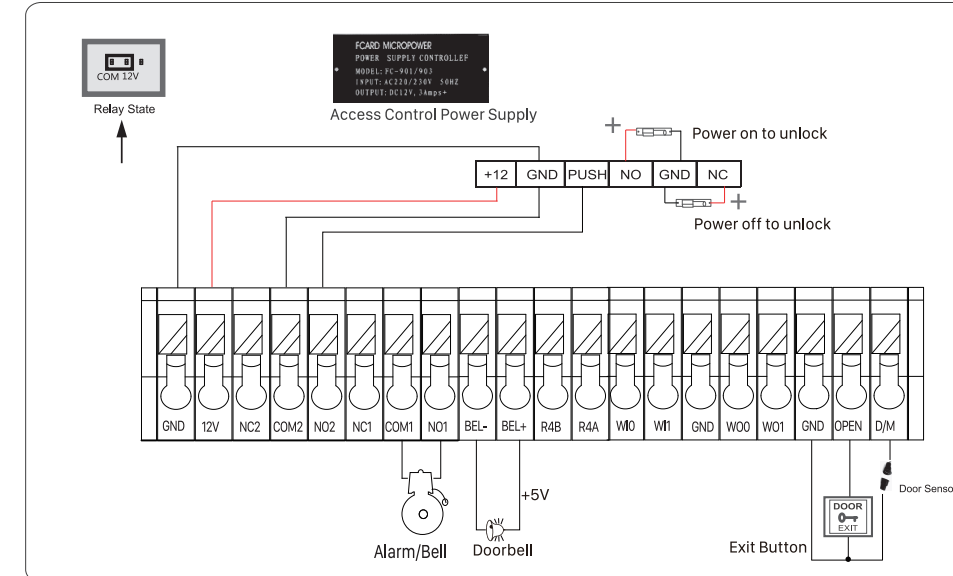 COM 12V
Relay State
FCARD MICROPOWER
POWER SUPPLY CONTROLLEF
MODEL: FC-901/903
INPUT: AC220/230V 50HZ
OUTPUT: DC12V, 3Amps+
Access Control Power Supply
+ Power on to unlock
+12 GND PUSH NO GND NC
+
Power off to unlock
GND 12V NC2 COM2 NO2 NC1 COM1 NO1 BEL- BEL+ R4B R4A WI0 WI1 GND WO0 WO1 GND OPEN D/M
+5V
Door Senso
DOOR
EXIT
Alarm/Bell
Doorbell
Exit Button